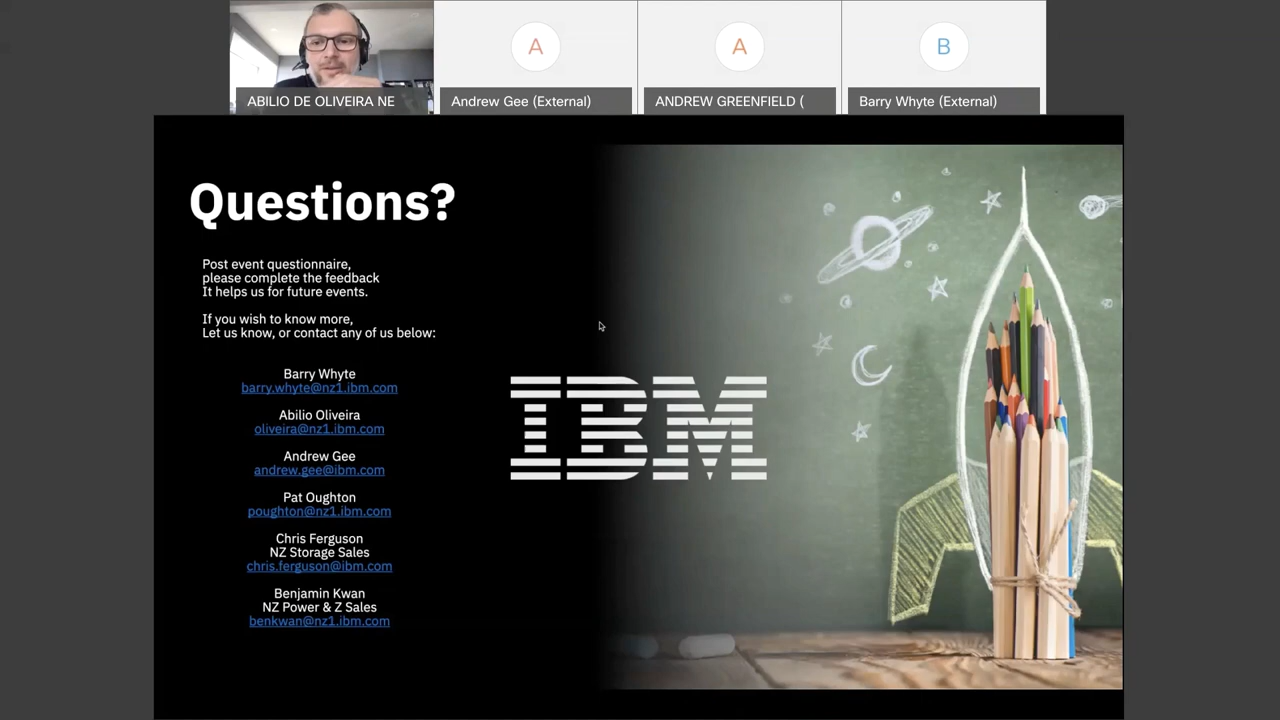 A
A
B
ABILIO DE OLIVEIRA NE
Andrew Gee (External)
ANDREW GREENFIELD (
Barry Whyte (External)
Questions?
Post event questionnaire,
please complete the feedback
It helps us for future events.
If you wish to know more,
Let us know, or contact any of us below:
Barry Whyte
barry.whyte@nz1.ibm.com
Abilio Oliveira
oliveira@nz1.ibm.com
Andrew Gee
andrew.gee@ibm.com
Pat Oughton
poughton@nz1.ibm.com
Chris Ferguson
NZ Storage Sales
chris.ferguson@ibm.com
Benjamin Kwan
NZ Power & Z Sales
benkwan@nz1.ibm.com
IBM